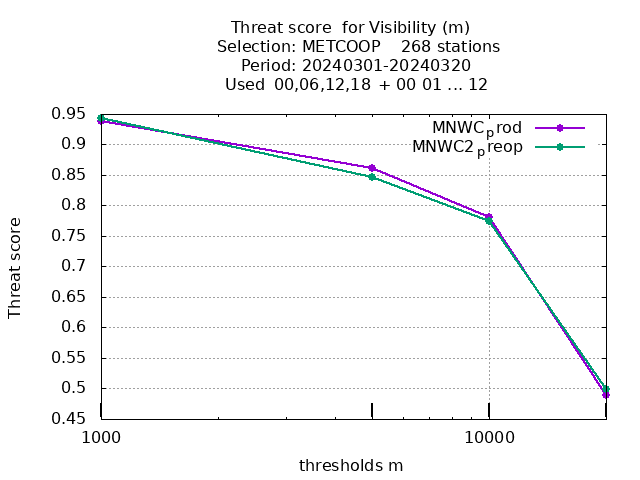 Threat score  for Visibility (m)
Selection: METCOOP    268 stations
Period: 20240301-20240320
Used  00,06,12,18 + 00 01 ... 12
MNWCprod
MNWC2preop
0.95
0.9
0.85
0.8
0.75
0.7
0.65
0.6
0.55
0.5
0.45
Threat score
1000
10000
thresholds m